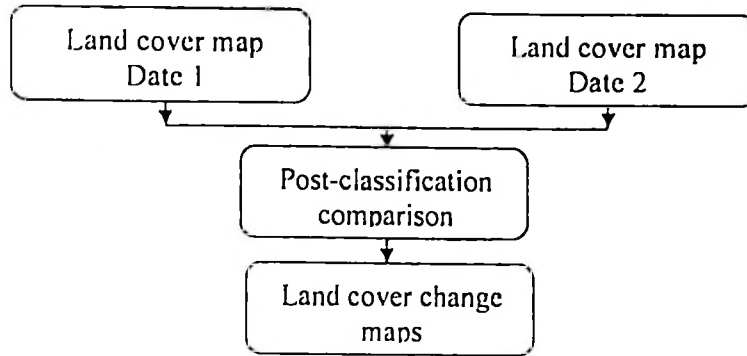 Land cover map
Date 1
Land cover map
Date 2
Post-classification
comparison
Land cover change
maps